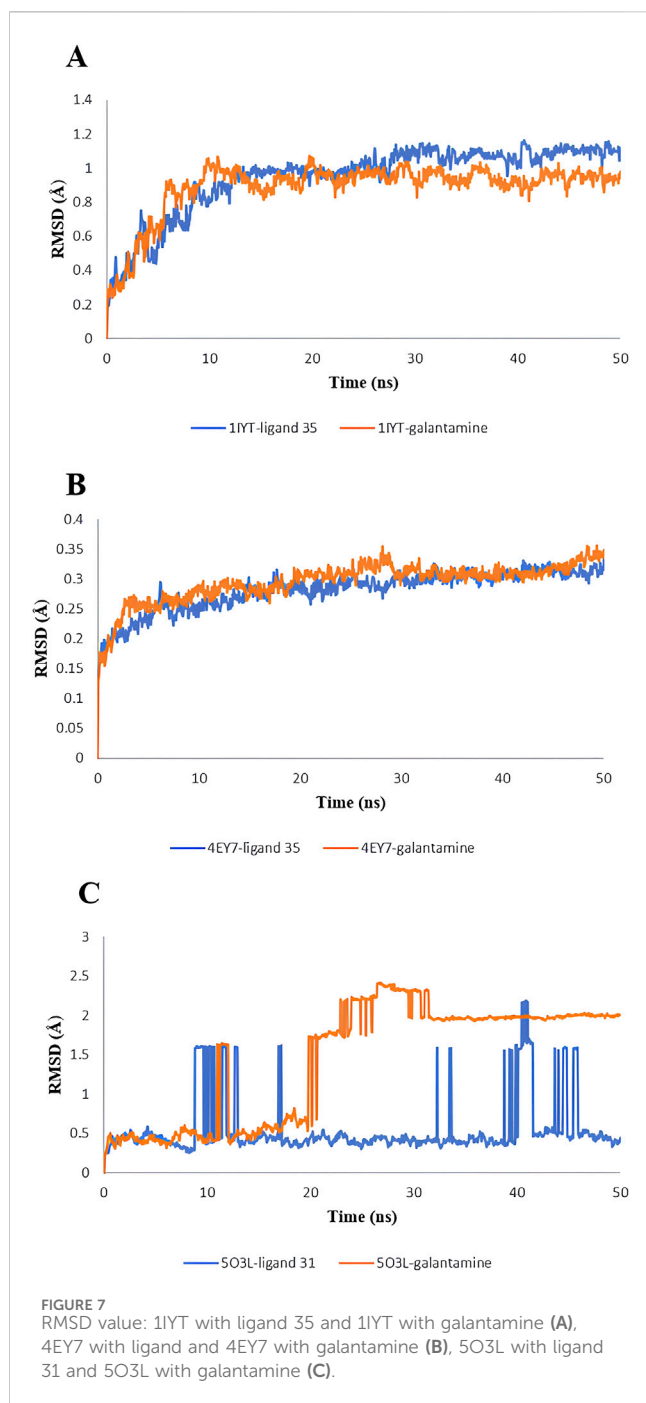 A
RMSD (Å)
1.4
1.2
1
0.8
0.6
0.4
0.2
0
0 10 20 30 40 50
Time (ns)
1IYT-ligand 35 1IYT-galantamine
B
RMSD (Å)
0.4
0.35
0.3
0.25
0.2
0.15
0.1
0.05
0
0 10 20 30 40 50
Time (ns)
4EY7-ligand 35 4EY7-galantamine
C
RMSD (Å)
3
2.5
2
1.5
1
0.5
0
0 10 20 30 40 50
Time (ns)
5O3L-ligand 31 5O3L-galantamine
FIGURE 7
RMSD value: 1IYT with ligand 35 and 1IYT with galantamine (A),
4EY7 with ligand and 4EY7 with galantamine (B), 5O3L with ligand
31 and 5O3L with galantamine (C).